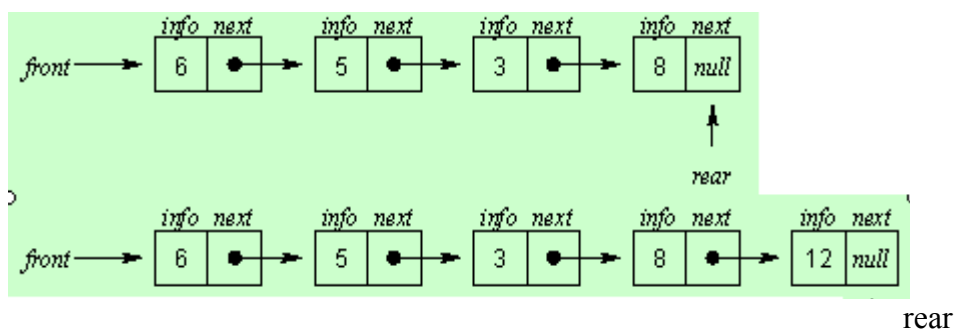 info next info next info next info next
front 6 5 3 8 null
rear
info next info next info next info next info next
front 6 5 3 8 12 null
rear